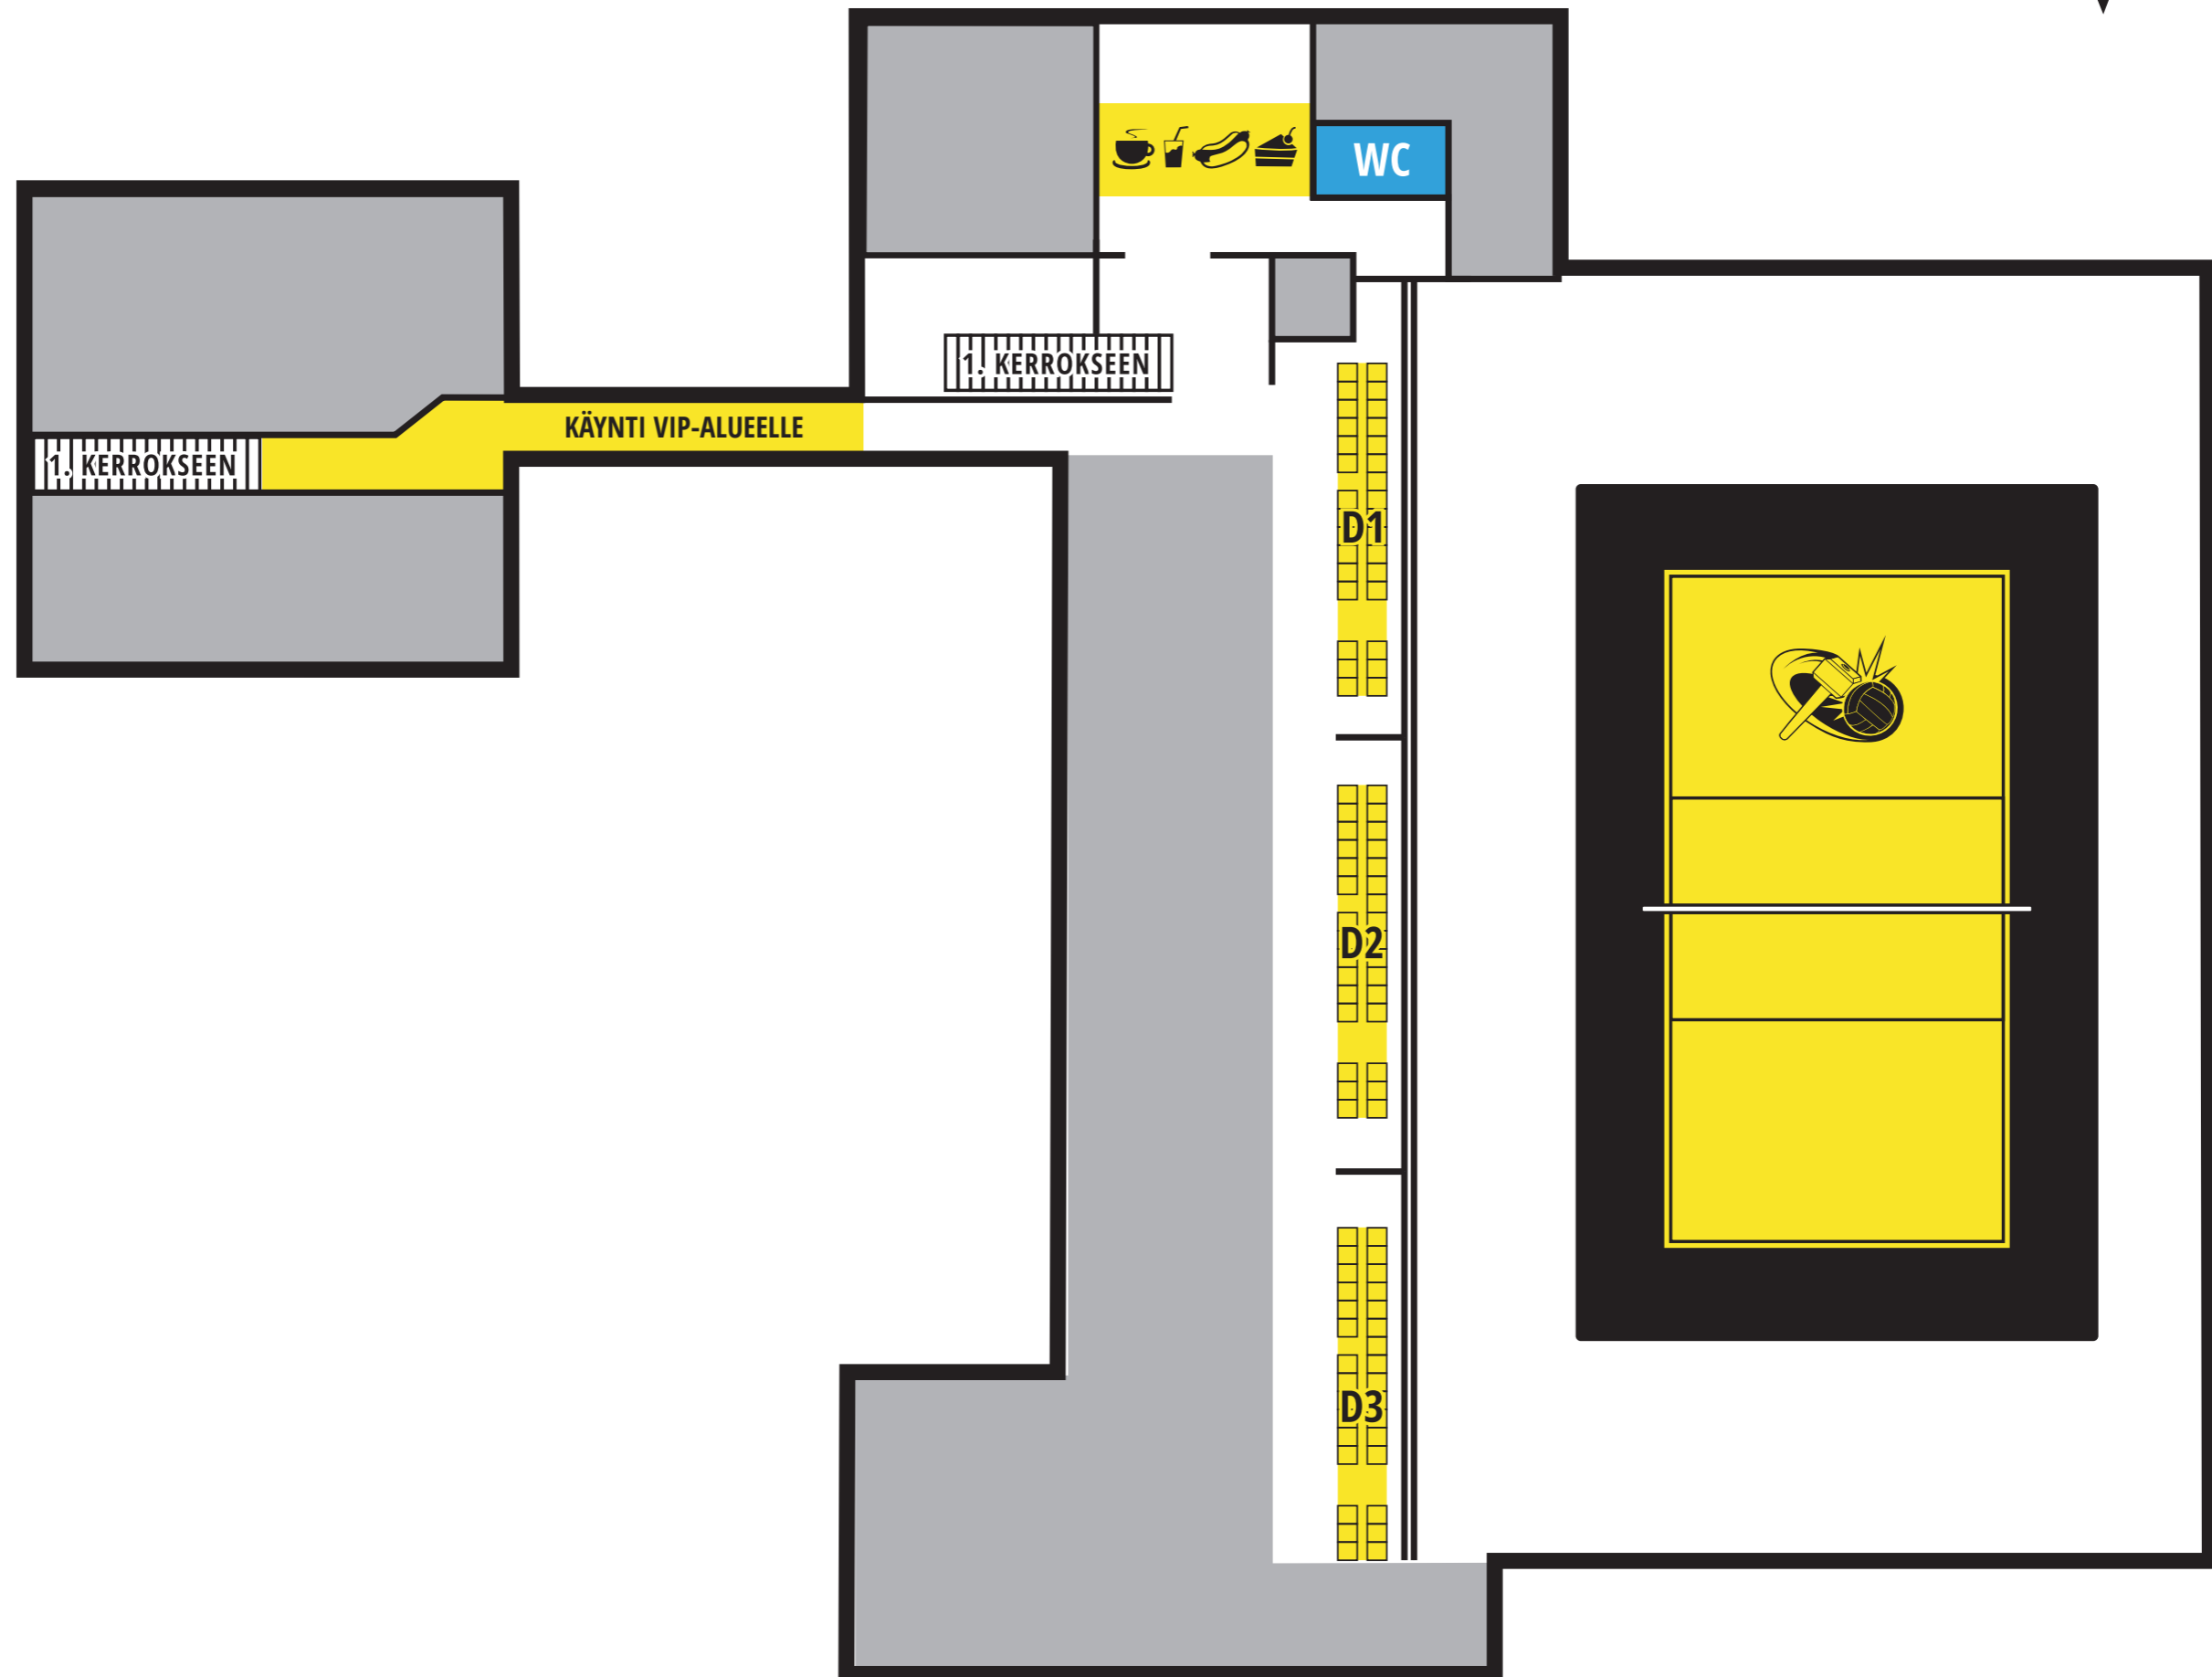 WC
1. KERROKSEEN
KÄYNTI VIP-ALUEELLE
1. KERROKSEEN
D1
D2
D3